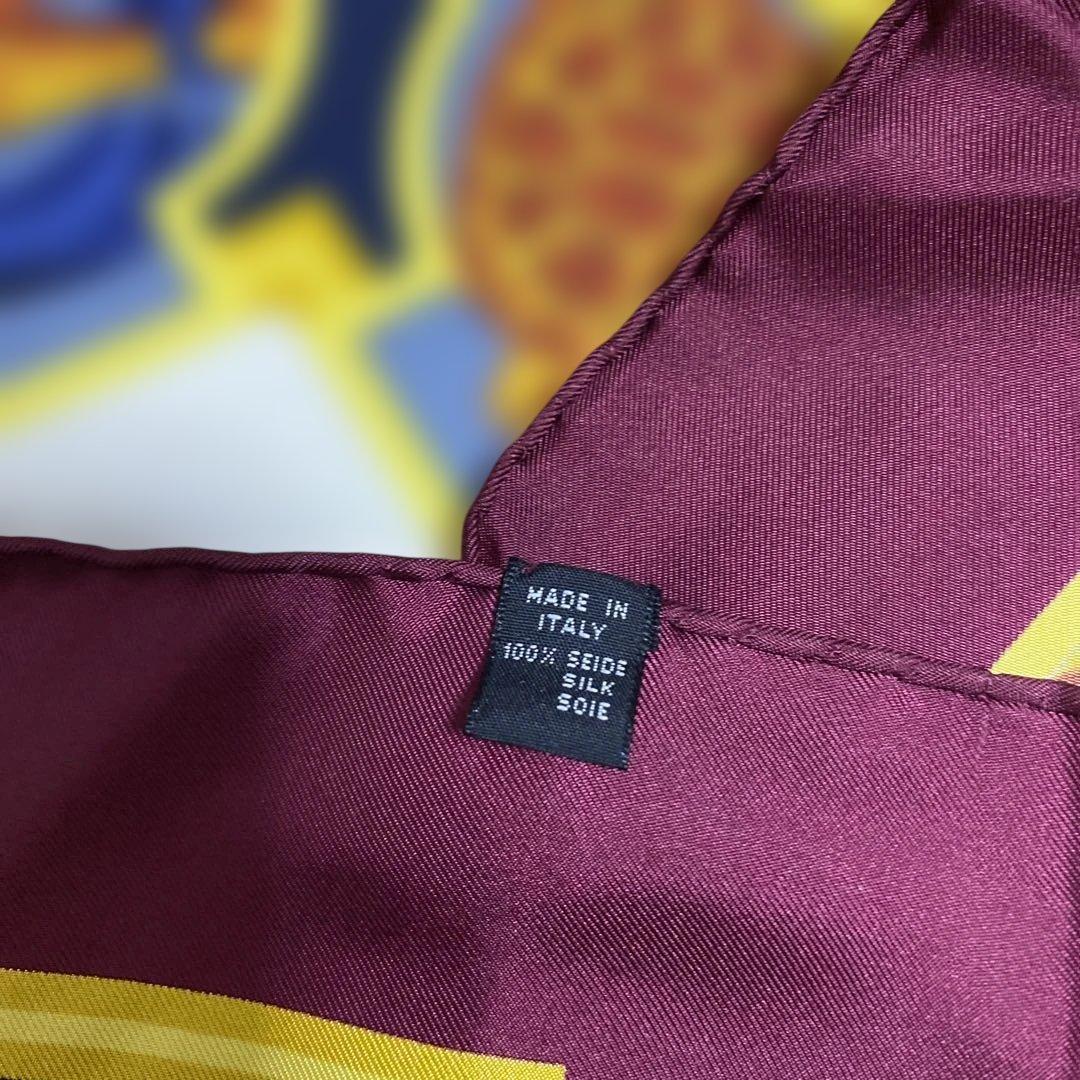 MADE IN
ITALY
100% SEIDE
SILK
SOIE